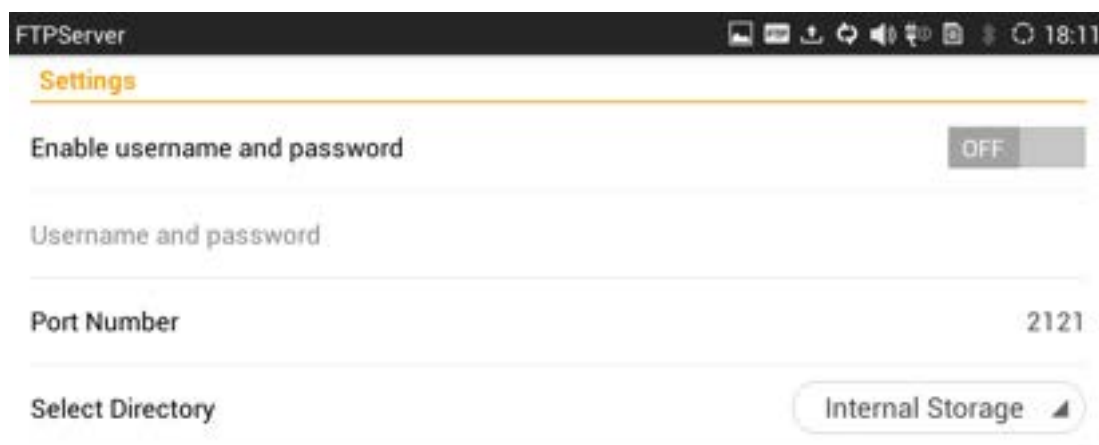 FTPServer 18:11
Settings
Enable username and password OFF
Username and password
Port Number 2121
Select Directory Internal Storage